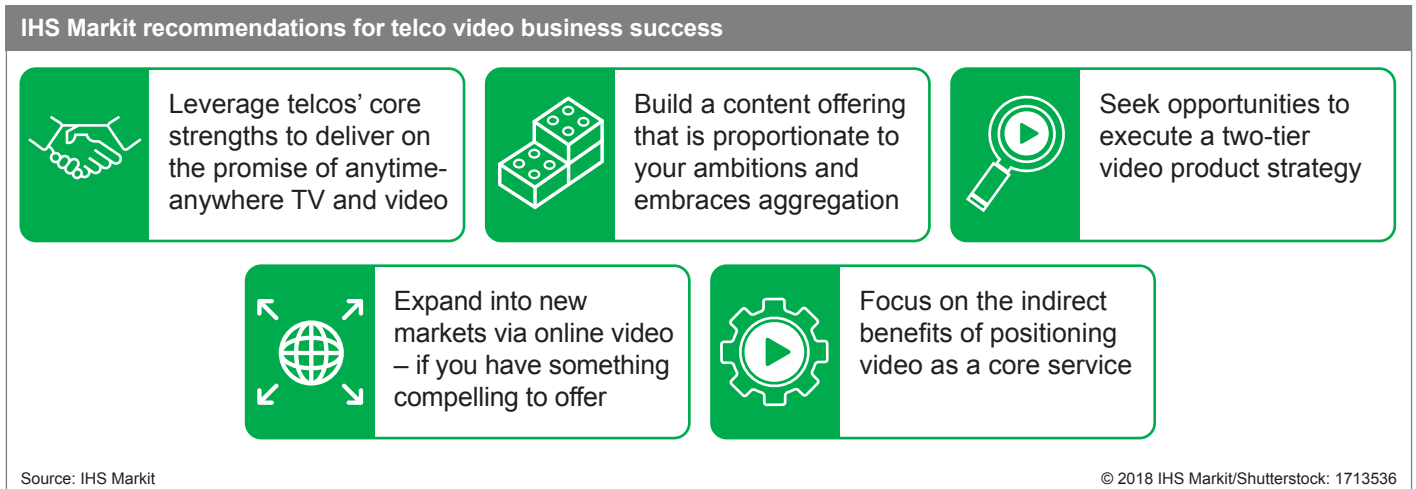 IHS Markit recommendations for telco video business success
Leverage telcos’ core
strengths to deliver on
the promise of anytime-
anywhere TV and video
Build a content offering
that is proportionate to
your ambitions and
embraces aggregation
Seek opportunities to
execute a two-tier
video product strategy
Expand into new
markets via online video
– if you have something
compelling to offer
Focus on the indirect
benefits of positioning
video as a core service
Source: IHS Markit
© 2018 IHS Markit/Shutterstock: 1713536